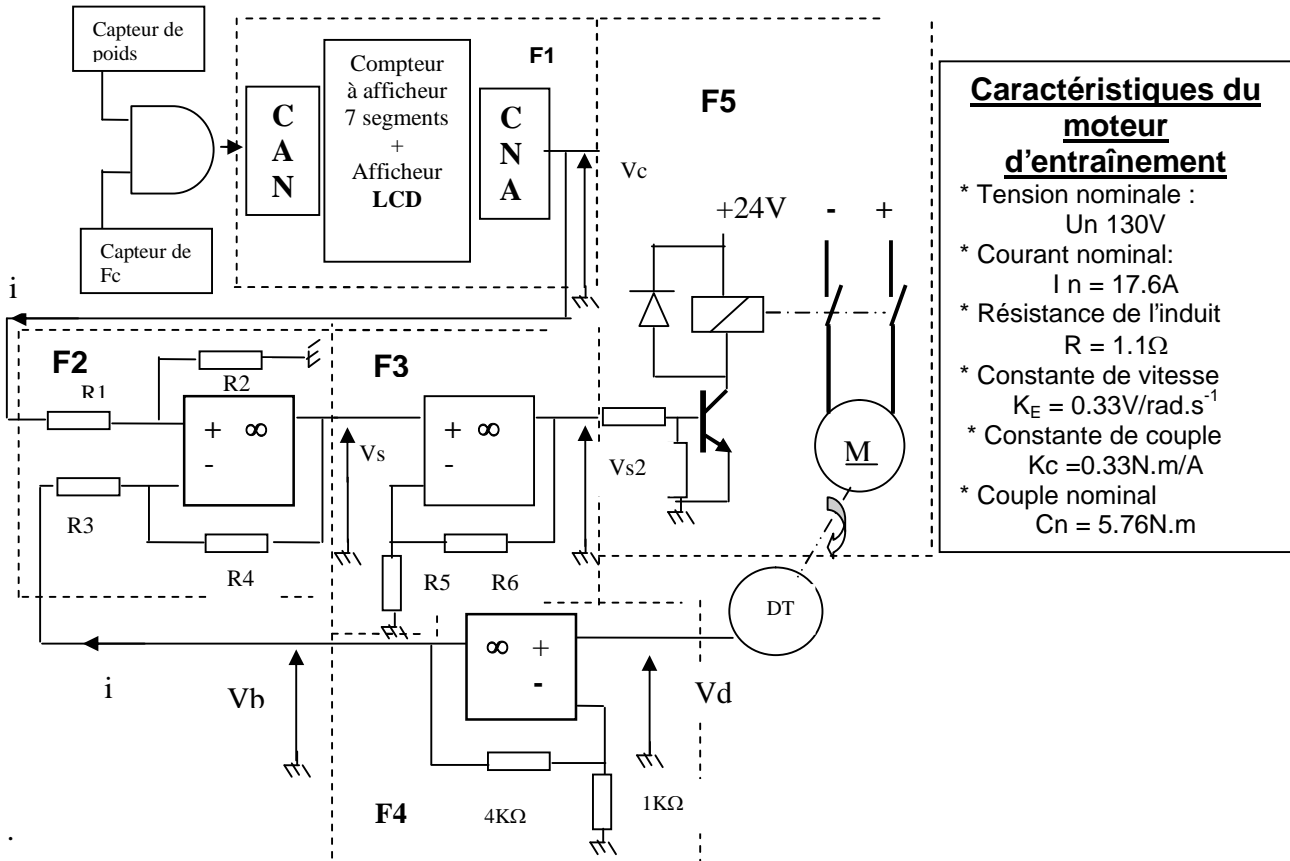 Capteur de
poids
F1
Compteur
à afficheur
7 segments
+
Afficheur
LCD
C
A
N
C
N
A
Vc
F5
Capteur de
Fc
i
+24V
-
+
F2
R1
R2
+ ∞
-
R3
R4
Vs
F3
+ ∞
-
R5
R6
Vs2
M
DT
i
Vb
∞ +
-
Vd
F4
4KΩ
1KΩ
.
Caractéristiques du
moteur
d'entraînement
* Tension nominale :
Un 130V
* Courant nominal:
I n = 17.6A
* Résistance de l'induit
R = 1.1Ω
* Constante de vitesse
KE = 0.33V/rad.s-1
* Constante de couple
Kc =0.33N.m/A
* Couple nominal
Cn = 5.76N.m